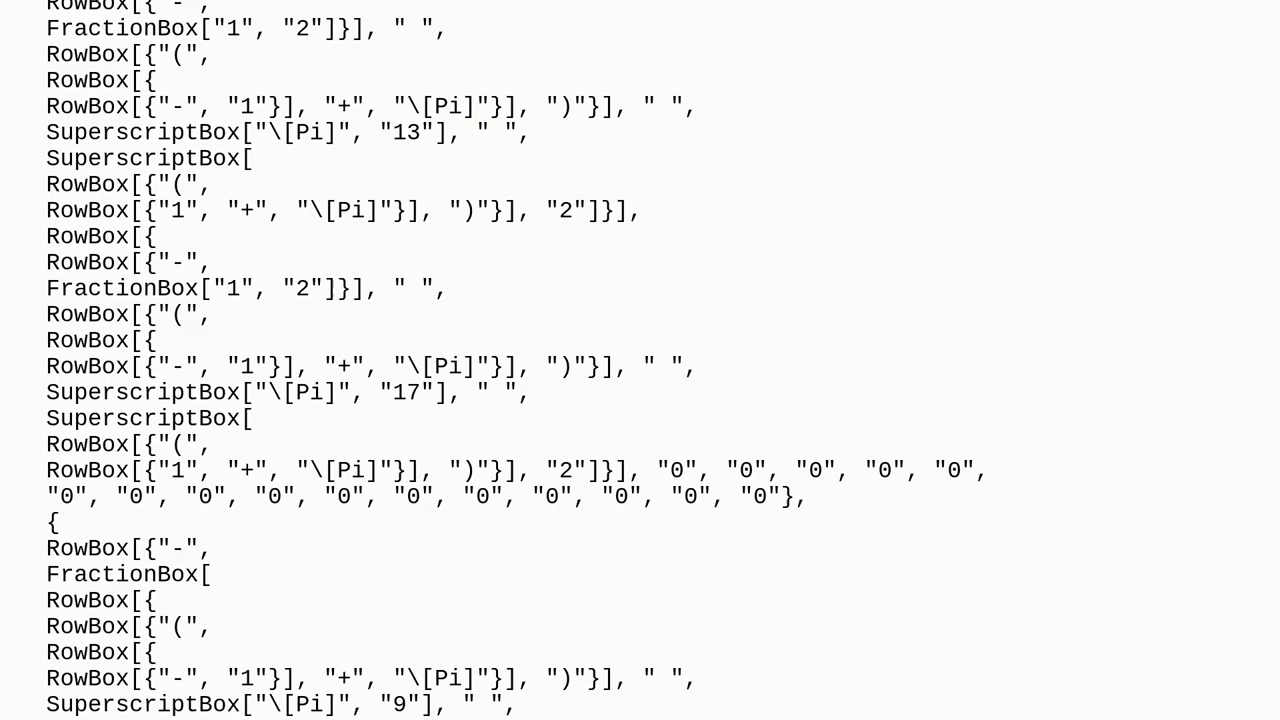 RowBox[{"-",
FractionBox["1", "2"]}], " ",
RowBox[{"(",
RowBox[{
RowBox[{"-", "1"}], "+", "\[Pi]"}], ")"}], " ",
SuperscriptBox["\[Pi]", "13"], " ",
SuperscriptBox[
RowBox[{"(",
RowBox[{"1", "+", "\[Pi]"}], ")"}], "2"]}],
RowBox[{
RowBox[{"-",
FractionBox["1", "2"]}], " ",
RowBox[{"(",
RowBox[{
RowBox[{"-", "1"}], "+", "\[Pi]"}], ")"}], " ",
SuperscriptBox["\[Pi]", "17"], " ",
SuperscriptBox[
RowBox[{"(",
RowBox[{"1", "+", "\[Pi]"}], ")"}], "2"]}], "0", "0", "0", "0", "0",
"0", "0", "0", "0", "0", "0", "0", "0", "0", "0", "0"},
{
RowBox[{"-",
FractionBox[
RowBox[{
RowBox[{"(",
RowBox[{
RowBox[{"-", "1"}], "+", "\[Pi]"}], ")"}], " ",
SuperscriptBox["\[Pi]", "9"], " ",